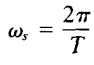 ωₛ = 2π / T